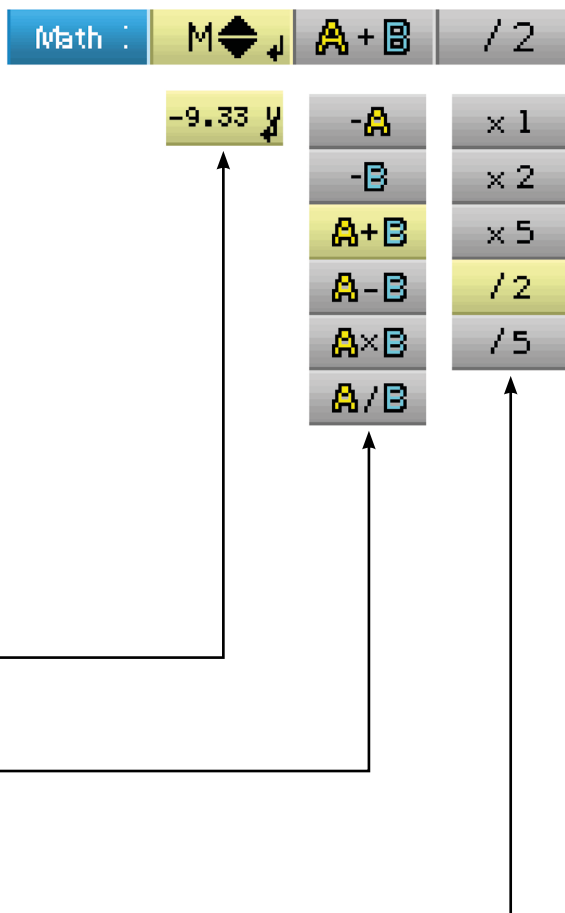 Math : M A + B / 2
-9.33 y
-A
-B
A+B
A-B
A×B
A/B
× 1
× 2
× 5
/ 2
/ 5